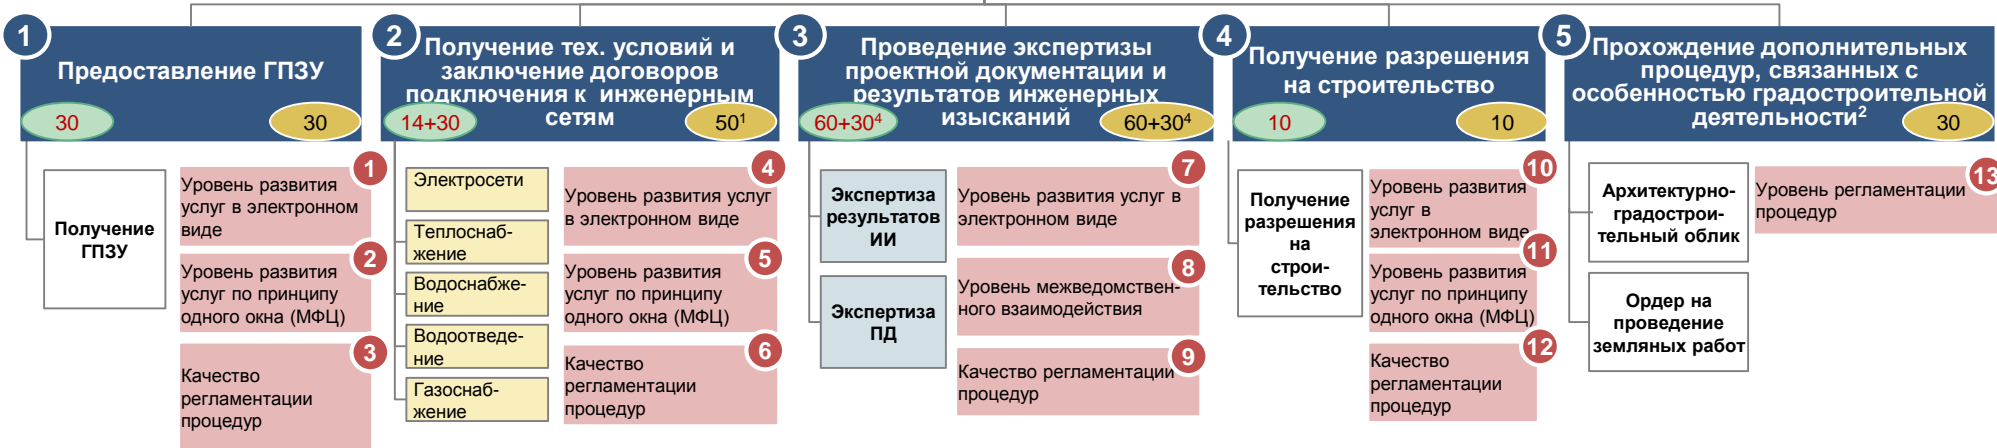 1
Предоставление ГПЗУ
30
30
Получение ГПЗУ
1
Уровень развития
услуг в электронном
виде
2
Уровень развития
услуг по принципу
одного окна (МФЦ)
3
Качество
регламентации
процедур
2
Получение тех. условий и
заключение договоров
подключения к инженерным
сетям
14+30
50¹
Электросети
Теплоснаб-
жение
Водоснабже-
ние
Водоотведе-
ние
Газоснаб-
жение
4
Уровень развития услуг
в электронном виде
5
Уровень развития
услуг по принципу
одного окна (МФЦ)
6
Качество
регламентации
процедур
3
Проведение экспертизы
проектной документации и
результатов инженерных
изысканий
60+30⁴
60+30⁴
Экспертиза
результатов
ИИ
Экспертиза
ПД
7
Уровень развития услуг в
электронном виде
8
Уровень межведомствен-
ного взаимодействия
9
Качество регламентации
процедур
4
Получение разрешения
на строительство
10
10
Получение
разрешения
на
строи-
тельство
10
Уровень развития
услуг в
электронном виде
11
Уровень развития
услуг по принципу
одного окна (МФЦ)
12
Качество
регламентации
процедур
5
Прохождение дополнительных
процедур, связанных с
особенностью градостроительной
деятельности²
30
Архитектурно-
градострои-
тельный облик
Ордер на
проведение
земляных работ
13
Уровень регламентации
процедур